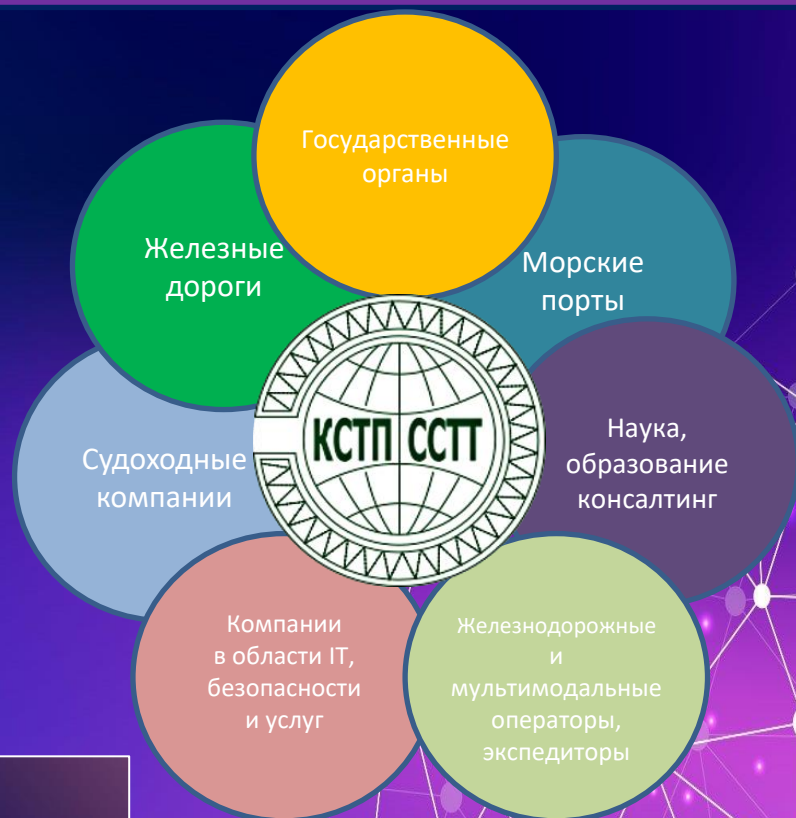 Государственные
органы
Железные
дороги
Морские
порты
КСТП ССТТ
Судоходные
компании
Наука,
образование
консалтинг
Компании
в области IT,
безопасности
и услуг
Железнодорожные
и
мультимодальные
операторы,
экспедиторы